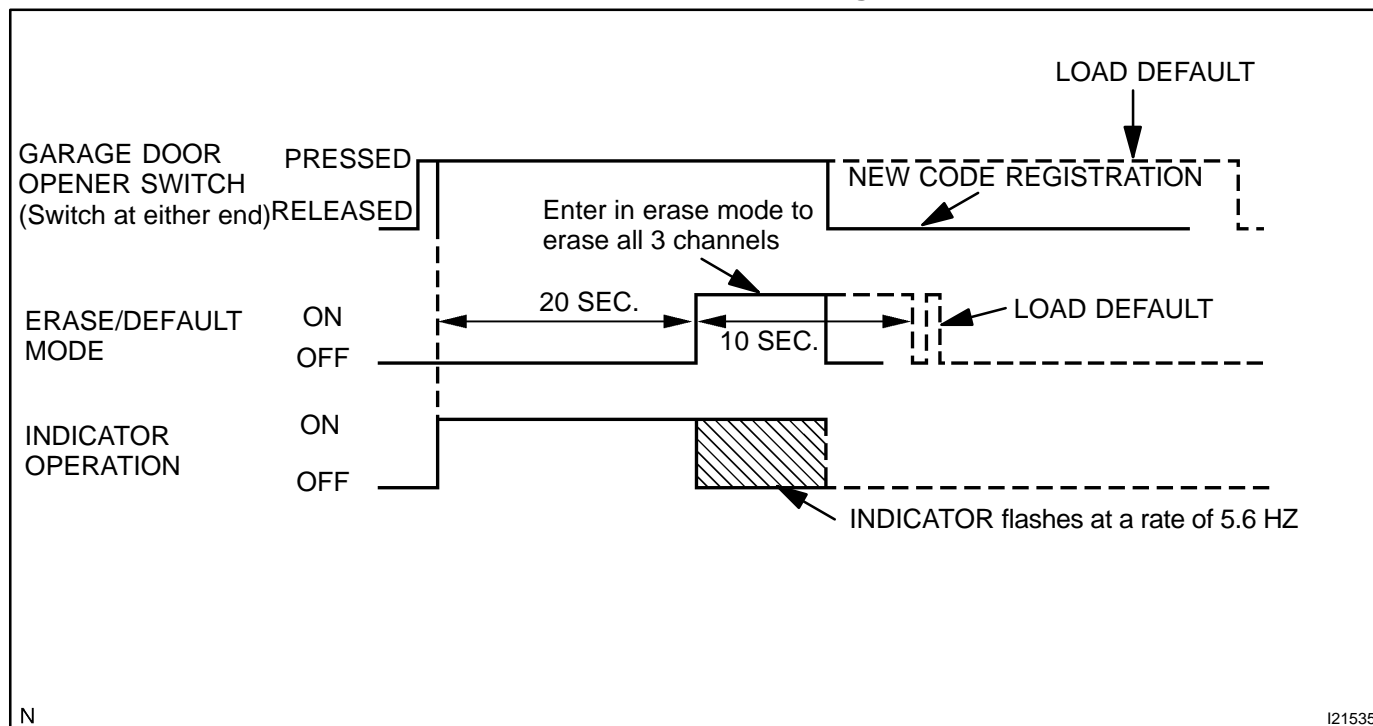 LOAD DEFAULT
GARAGE DOOR
OPENER SWITCH
(Switch at either end)
PRESSED
RELEASED
NEW CODE REGISTRATION
Enter in erase mode to
erase all 3 channels
ERASE/DEFAULT
MODE
ON
OFF
20 SEC.
10 SEC.
LOAD DEFAULT
INDICATOR
OPERATION
ON
OFF
INDICATOR flashes at a rate of 5.6 HZ
N
I21535